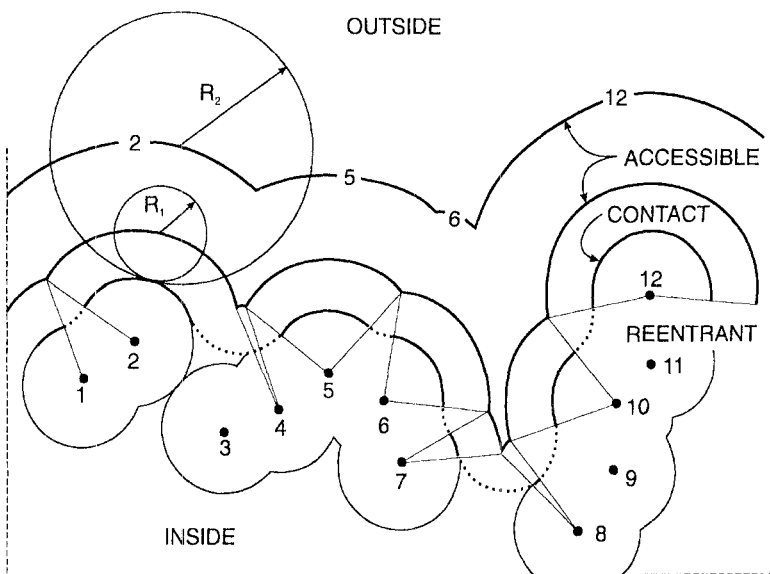 OUTSIDE
R₂
12
2
ACCESSIBLE
5
R₁
6
CONTACT
12
REENTRANT
2
11
1
5
6
10
4
3
7
9
INSIDE
8